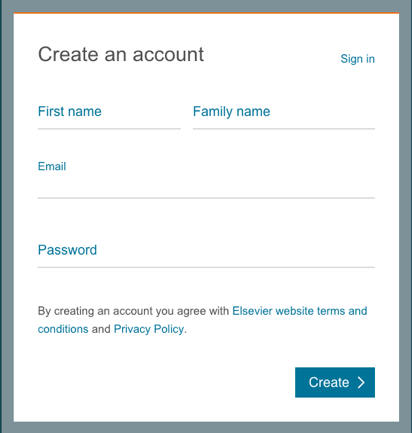 Create an account
Sign in
First name
Family name
Email
Password
By creating an account you agree with Elsevier website terms and
conditions and Privacy Policy.
Create